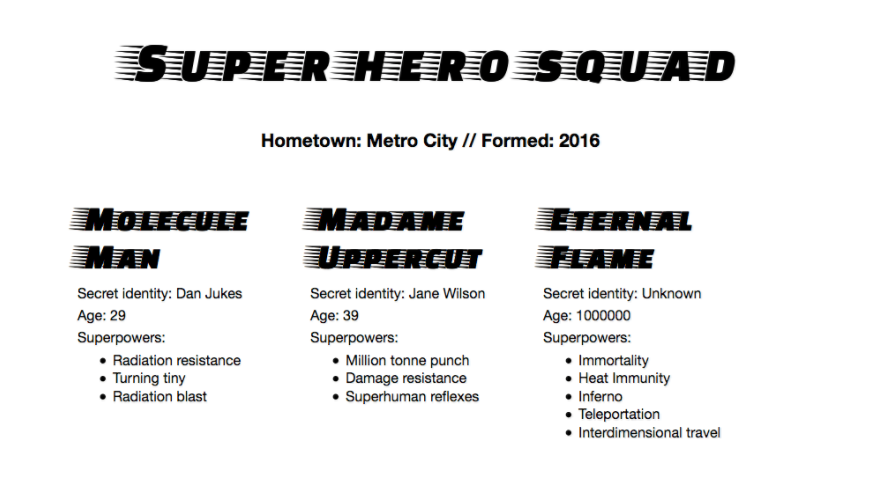 Super hero squad
Hometown: Metro City // Formed: 2016
Molecule
Man
Secret identity: Dan Jukes
Age: 29
Superpowers:
Radiation resistance
Turning tiny
Radiation blast
Madame
Uppercut
Secret identity: Jane Wilson
Age: 39
Superpowers:
Million tonne punch
Damage resistance
Superhuman reflexes
Eternal
Flame
Secret identity: Unknown
Age: 1000000
Superpowers:
Immortality
Heat Immunity
Inferno
Teleportation
Interdimensional travel